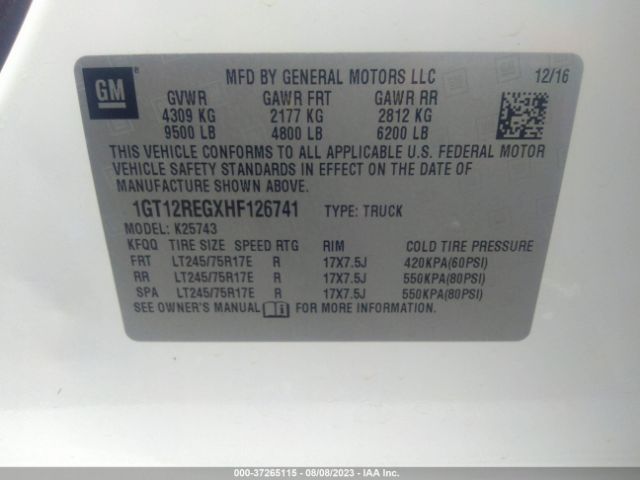 GM ® MFD BY GENERAL MOTORS LLC 12/16
GVWR GAWR FRT GAWR RR
4309 KG 2177 KG 2812 KG
9500 LB 4800 LB 6200 LB
THIS VEHICLE CONFORMS TO ALL APPLICABLE U.S. FEDERAL MOTOR
VEHICLE SAFETY STANDARDS IN EFFECT ON THE DATE OF
MANUFACTURE SHOWN ABOVE.
1GT12REGXHF126741 TYPE: TRUCK
MODEL: K25743
KFQQ TIRE SIZE SPEED RTG RIM COLD TIRE PRESSURE
FRT LT245/75R17E R 17X7.5J 420KPA(60PSI)
RR LT245/75R17E R 17X7.5J 550KPA(80PSI)
SPA LT245/75R17E R 17X7.5J 550KPA(80PSI)
SEE OWNER'S MANUAL FOR MORE INFORMATION.
000-37265115 - 08/08/2023 - IAAI.com